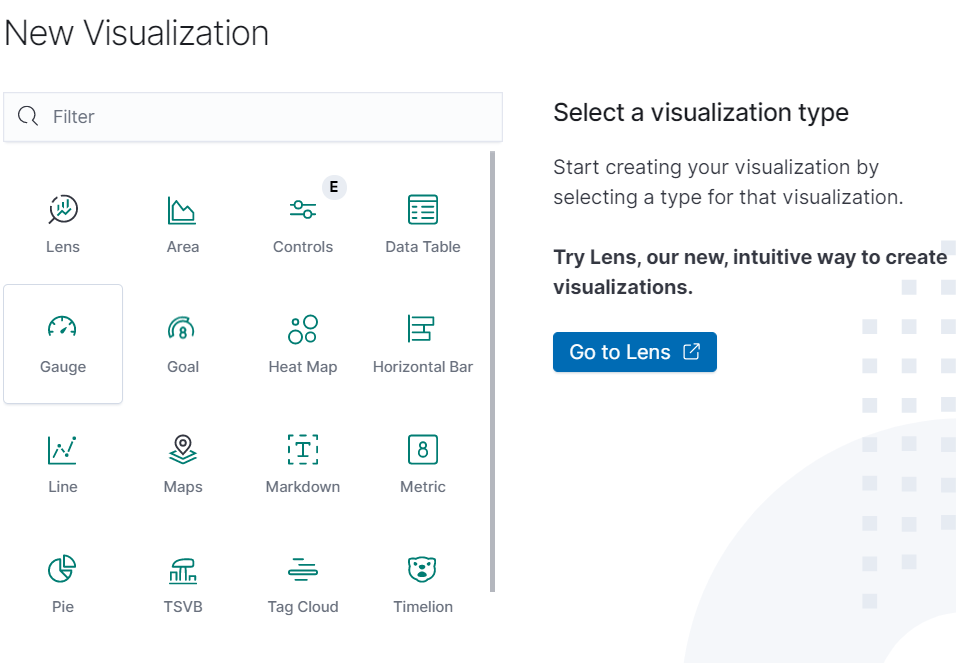 New Visualization
Filter
E
Lens
Area
Controls
Data Table
Gauge
8
Goal
Heat Map
Horizontal Bar
Line
Maps
T
Markdown
8
Metric
Pie
TSVB
Tag Cloud
Timelion
Select a visualization type
Start creating your visualization by
selecting a type for that visualization.
Try Lens, our new, intuitive way to create
visualizations.
Go to Lens